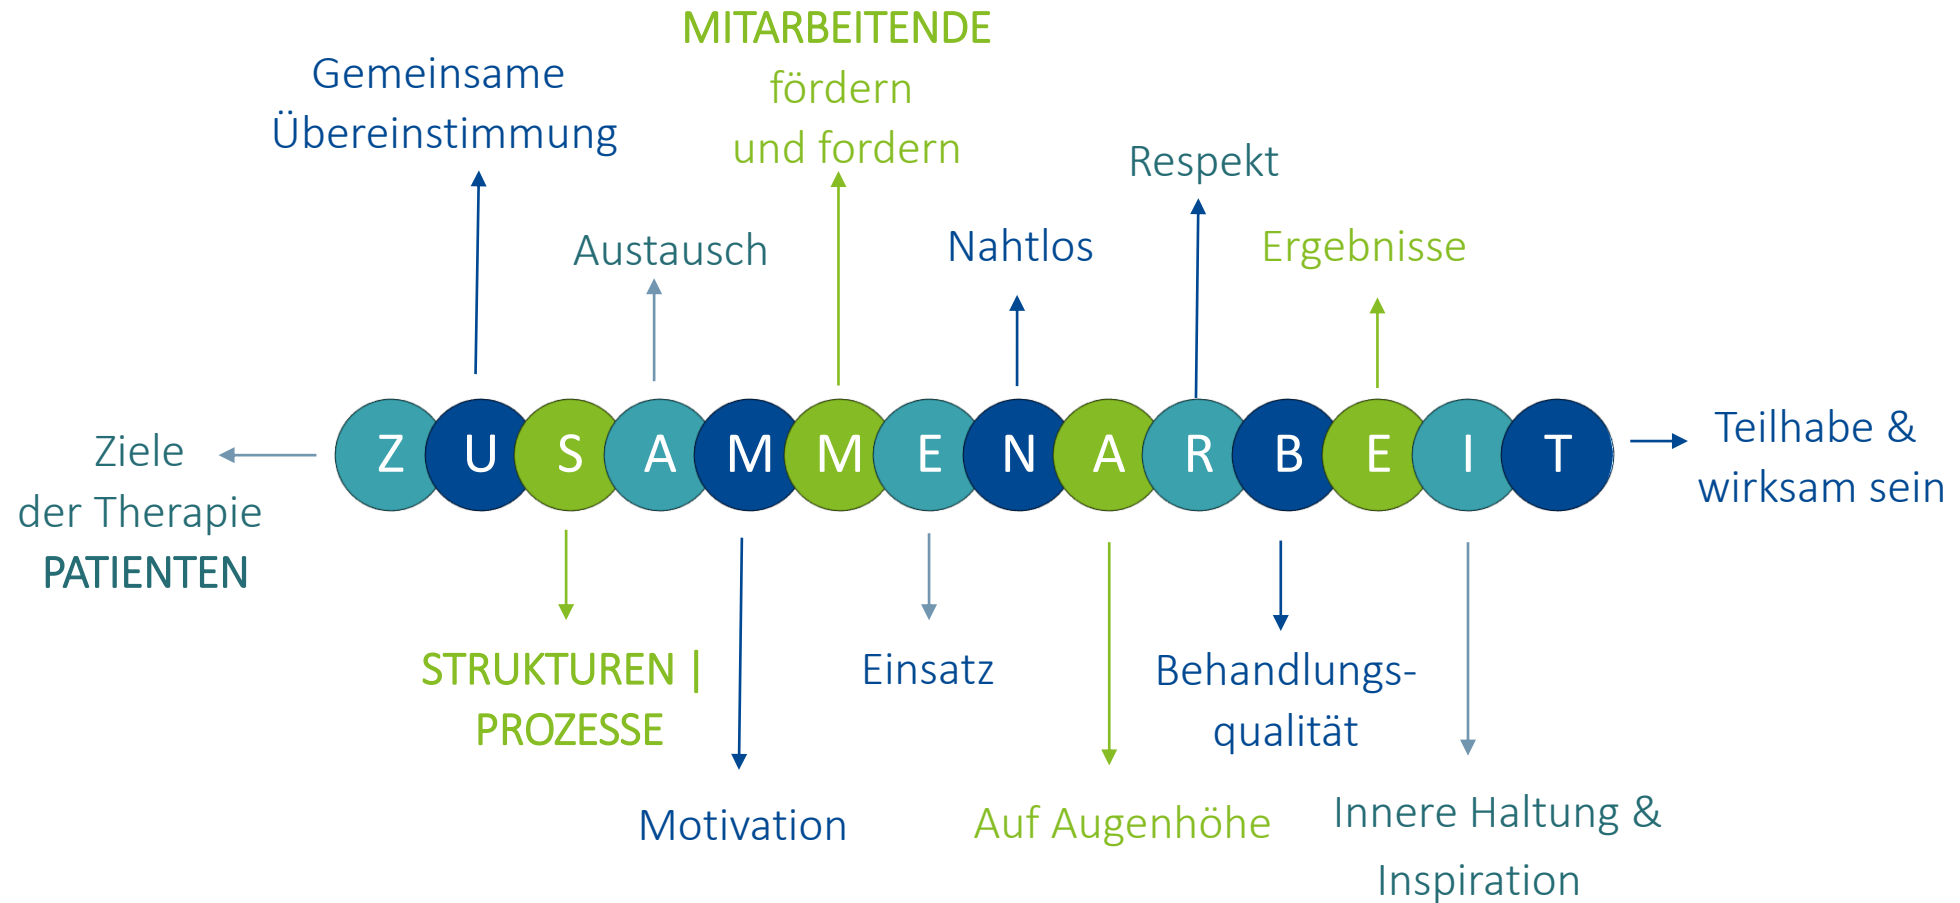 MITARBEITENDE
fördern
und fordern
Gemeinsame
Übereinstimmung
Respekt
Austausch
Nahtlos
Ergebnisse
ZUSAMMENARBEIT
Ziele
der Therapie
PATIENTEN
Teilhabe &
wirksam sein
STRUKTUREN |
PROZESSE
Einsatz
Behandlungs-
qualität
Motivation
Auf Augenhöhe
Innere Haltung &
Inspiration